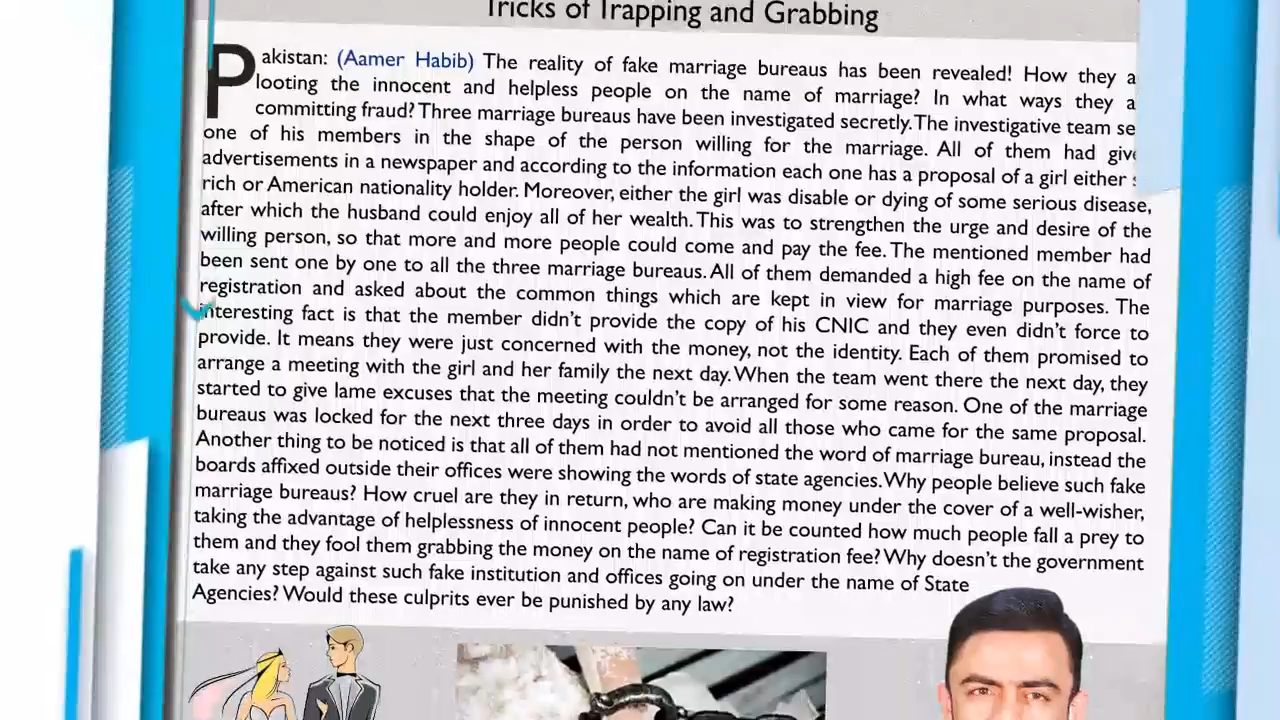 Tricks of Trapping and Grabbing
Pakistan: (Aamer Habib) The reality of fake marriage bureaus has been revealed! How they a
looting the innocent and helpless people on the name of marriage? In what ways they a
committing fraud? Three marriage bureaus have been investigated secretly. The investigative team se
one of his members in the shape of the person willing for the marriage. All of them had give
advertisements in a newspaper and according to the information each one has a proposal of a girl either
rich or American nationality holder. Moreover, either the girl was disable or dying of some serious disease,
after which the husband could enjoy all of her wealth. This was to strengthen the urge and desire of the
willing person, so that more and more people could come and pay the fee. The mentioned member had
been sent one by one to all the three marriage bureaus. All of them demanded a high fee on the name of
registration and asked about the common things which are kept in view for marriage purposes. The
interesting fact is that the member didn't provide the copy of his CNIC and they even didn't force to
provide. It means they were just concerned with the money, not the identity. Each of them promised to
arrange a meeting with the girl and her family the next day. When the team went there the next day, they
started to give lame excuses that the meeting couldn't be arranged for some reason. One of the marriage
bureaus was locked for the next three days in order to avoid all those who came for the same proposal.
Another thing to be noticed is that all of them had not mentioned the word of marriage bureau, instead the
boards affixed outside their offices were showing the words of state agencies. Why people believe such fake
marriage bureaus? How cruel are they in return, who are making money under the cover of a well-wisher,
taking the advantage of helplessness of innocent people? Can it be counted how much people fall a prey to
them and they fool them grabbing the money on the name of registration fee? Why doesn't the government
take any step against such fake institution and offices going on under the name of State
Agencies? Would these culprits ever be punished by any law?